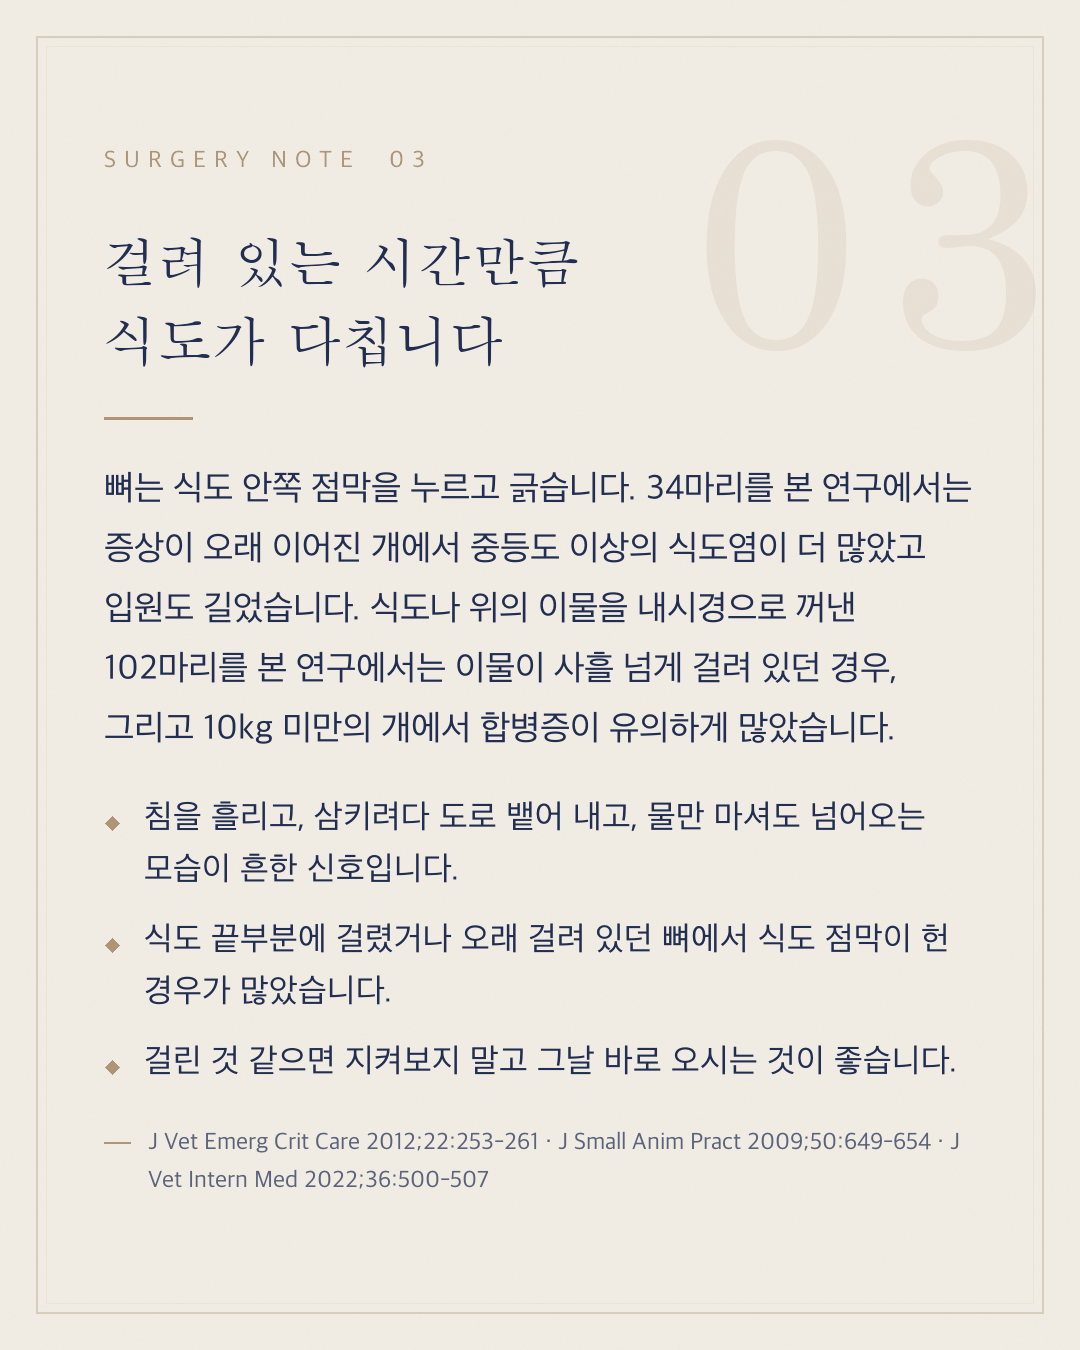 SURGERY NOTE 03
03
걸려 있는 시간만큼
식도가 다칩니다
뼈는 식도 안쪽 점막을 누르고 긁습니다. 34마리를 본 연구에서는
증상이 오래 이어진 개에서 중등도 이상의 식도염이 더 많았고
입원도 길었습니다. 식도나 위의 이물을 내시경으로 꺼낸
102마리를 본 연구에서는 이물이 사흘 넘게 걸려 있던 경우,
그리고 10kg 미만의 개에서 합병증이 유의하게 많았습니다.
◆ 침을 흘리고, 삼키려다 도로 뱉어 내고, 물만 마셔도 넘어오는
모습이 흔한 신호입니다.
◆ 식도 끝부분에 걸렸거나 오래 걸려 있던 뼈에서 식도 점막이 헌
경우가 많았습니다.
◆ 걸린 것 같으면 지켜보지 말고 그날 바로 오시는 것이 좋습니다.
— J Vet Emerg Crit Care 2012;22:253-261 · J Small Anim Pract 2009;50:649-654 · J
Vet Intern Med 2022;36:500-507